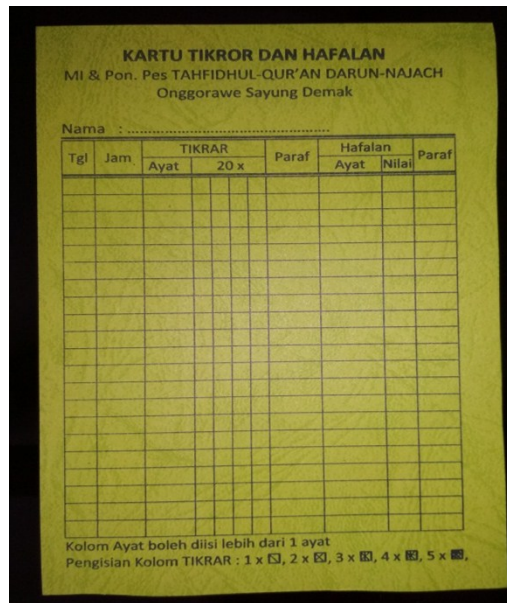 KARTU TIKROR DAN HAFALAN
MI & Pon. Pes TAHFIDHUL-QUR'AN DARUN-NAJACH
Onggorawe Sayung Demak
Nama : ................................................
Tgl Jam TIKRAR Paraf Hafalan Paraf
Ayat 20 x Ayat Nilai
Kolom Ayat boleh diisi lebih dari 1 ayat
Pengisian Kolom TIKRAR : 1 x , 2 x , 3 x , 4 x , 5 x ,